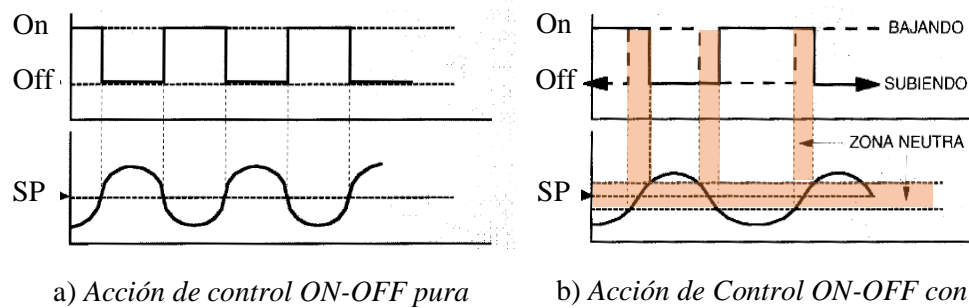 On
Off
SP
a) Acción de control ON-OFF pura
On
BAJANDO
Off
SUBIENDO
ZONA NEUTRA
SP
b) Acción de Control ON-OFF con